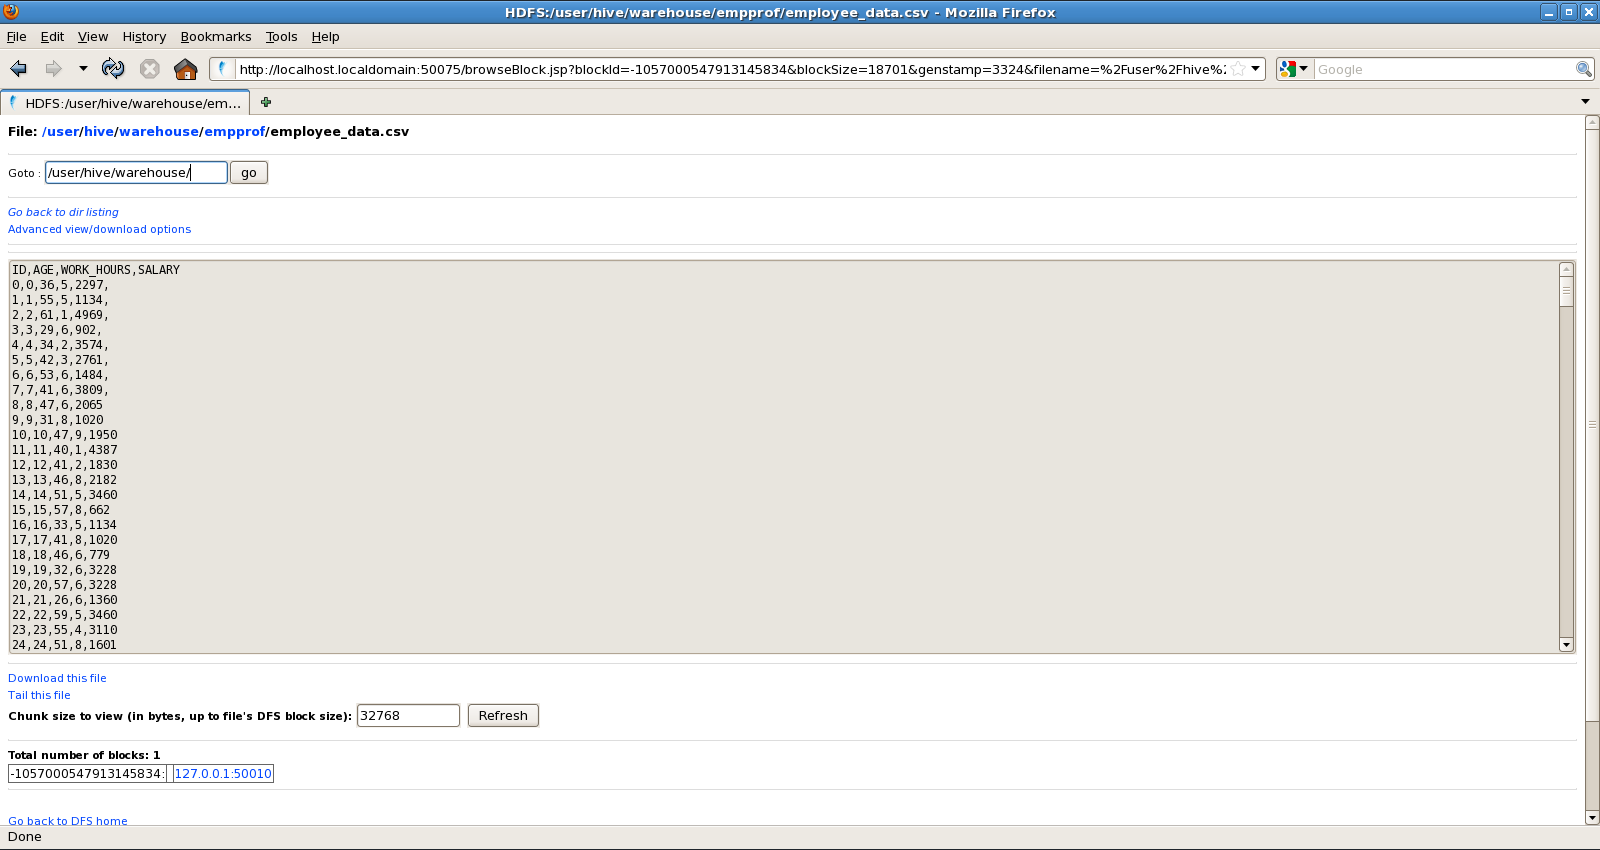 HDFS:/user/hive/warehouse/empprof/employee_data.csv - Mozilla Firefox
File Edit View History Bookmarks Tools Help
http://localhost.localdomain:50075/browseBlock.jsp?blockId=-1057000547913145834&blockSize=18701&genstamp=3324&filename=%2Fuser%2Fhive%2
Google
HDFS:/user/hive/warehouse/em...
File: /user/hive/warehouse/empprof/employee_data.csv
Goto : /user/hive/warehouse/ go
Go back to dir listing
Advanced view/download options
ID,AGE,WORK_HOURS,SALARY
0,0,36,5,2297,
1,1,55,5,1134,
2,2,61,1,4969,
3,3,29,6,902,
4,4,34,2,3574,
5,5,42,3,2761,
6,6,53,6,1484,
7,7,41,6,3809,
8,8,47,6,2065
9,9,31,8,1020
10,10,47,9,1950
11,11,40,1,4387
12,12,41,2,1830
13,13,46,8,2182
14,14,51,5,3460
15,15,57,8,662
16,16,33,5,1134
17,17,41,8,1020
18,18,46,6,779
19,19,32,6,3228
20,20,57,6,3228
21,21,26,6,1360
22,22,59,5,3460
23,23,55,4,3110
24,24,51,8,1601
Download this file
Tail this file
Chunk size to view (in bytes, up to file's DFS block size): 32768 Refresh
Total number of blocks: 1
-1057000547913145834: 127.0.0.1:50010
Go back to DFS home
Done